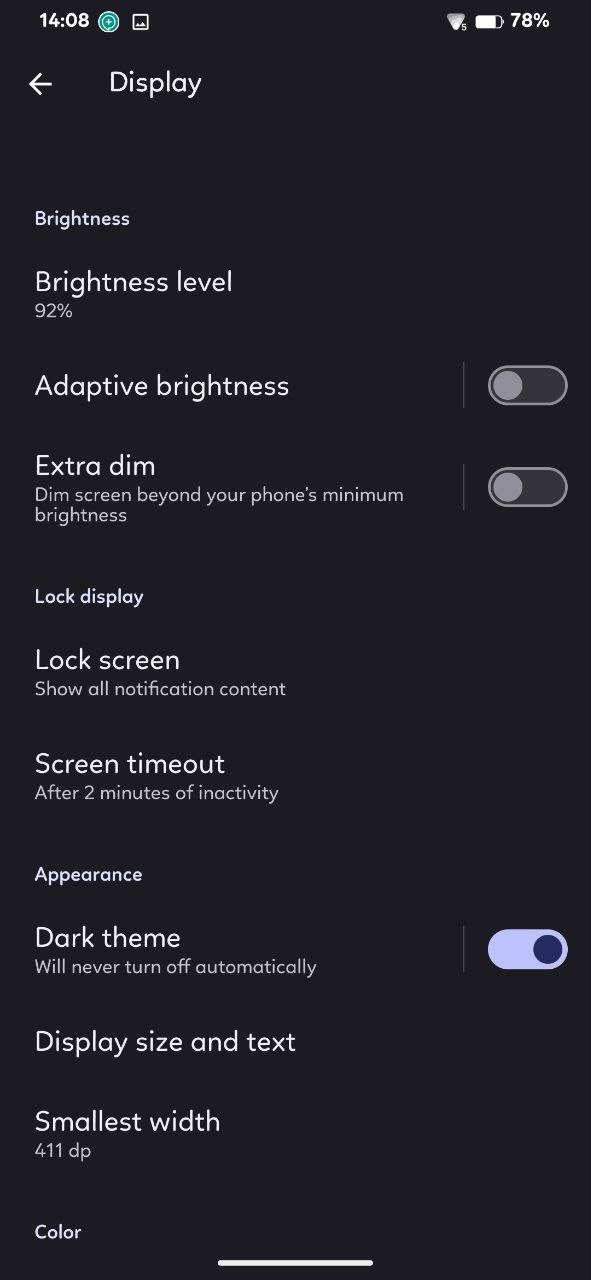 14:08
5
78%
Display
Brightness
Brightness level
92%
Adaptive brightness
Extra dim
Dim screen beyond your phone's minimum
brightness
Lock display
Lock screen
Show all notification content
Screen timeout
After 2 minutes of inactivity
Appearance
Dark theme
Will never turn off automatically
Display size and text
Smallest width
411 dp
Color